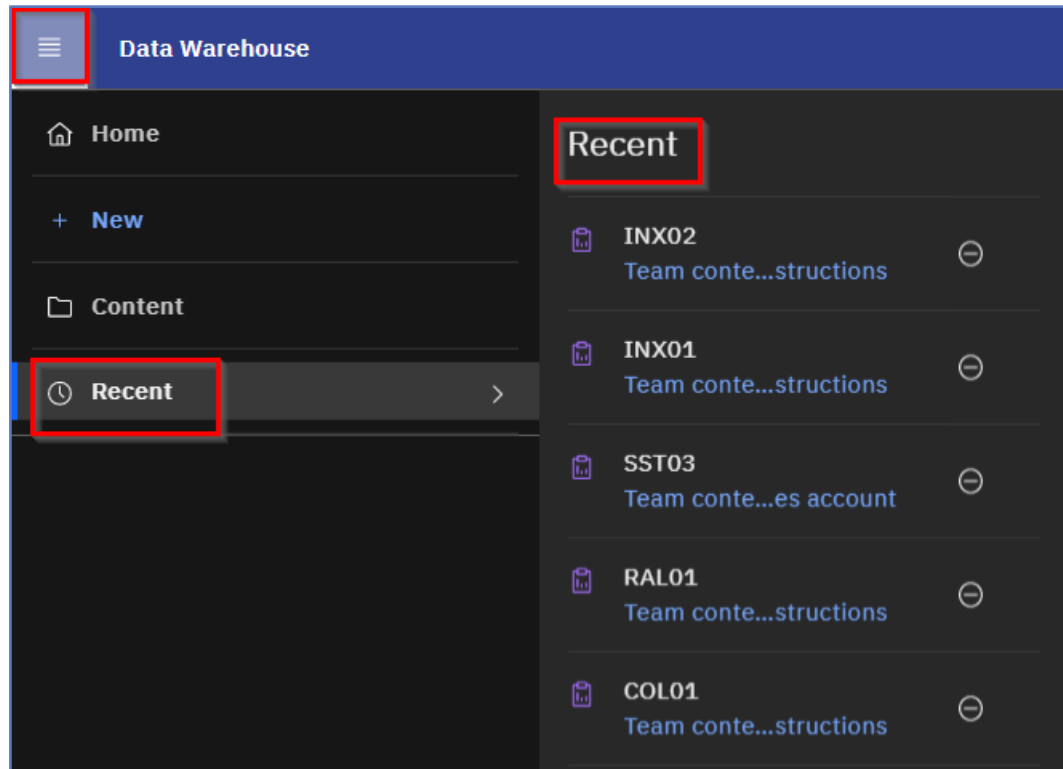 Data Warehouse
Home
+ New
Content
Recent
Recent
INX02
Team conte...structions
INX01
Team conte...structions
SST03
Team conte...es account
RAL01
Team conte...structions
COL01
Team conte...structions